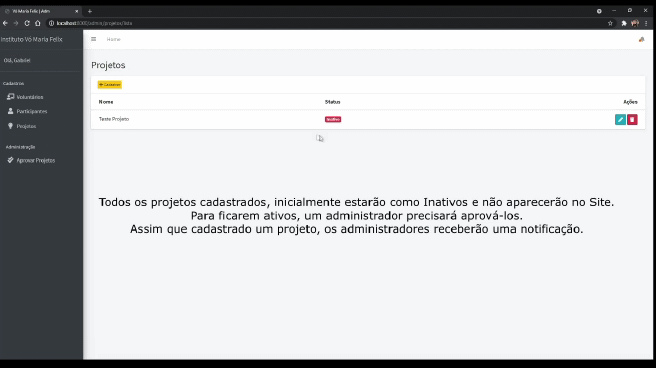 Vó Maria Felix | Adm
localhost:8000/admin/projetos/lista
Instituto Vó Maria Felix
Home
Olá, Gabriel
Projetos
Cadastros
+ Cadastrar
Voluntários
Nome Status Ações
Participantes
Teste Projeto Inativo
Projetos
Administração
Aprovar Projetos
Todos os projetos cadastrados, inicialmente estarão como Inativos e não aparecerão no Site.
Para ficarem ativos, um administrador precisará aprová-los.
Assim que cadastrado um projeto, os administradores receberão uma notificação.